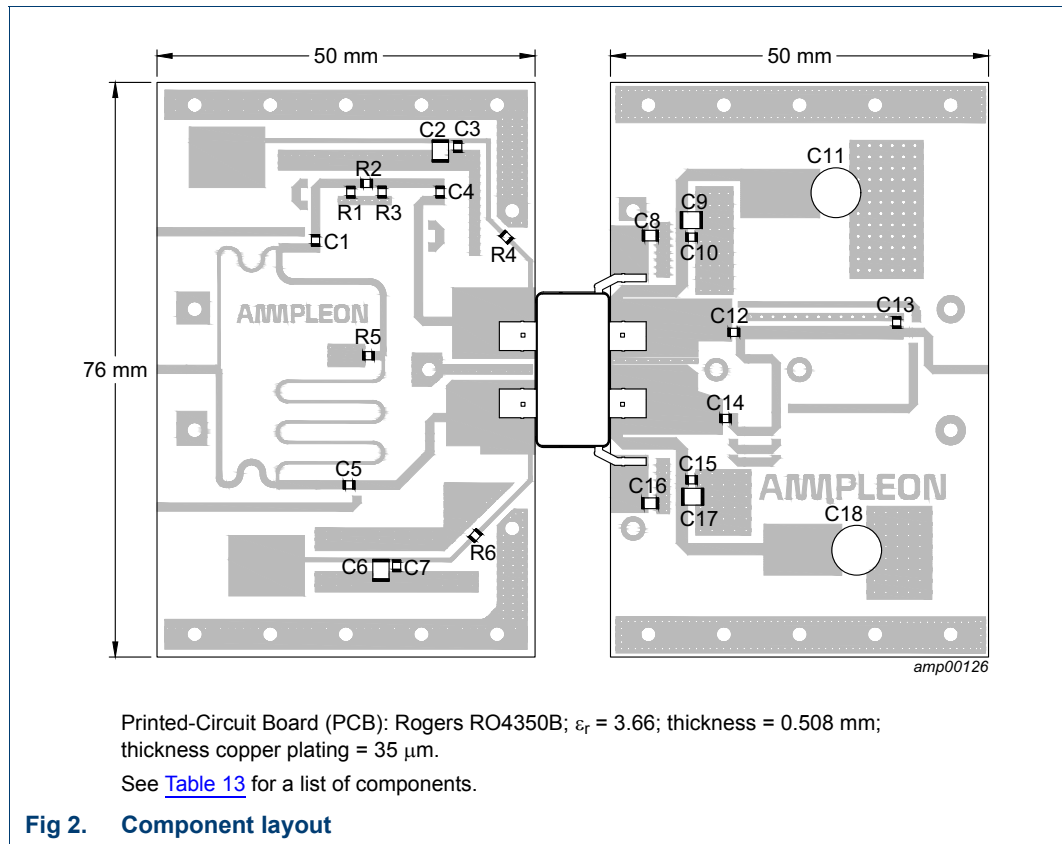 50 mm
50 mm
C2
C3
C11
R2
C4
C9
R1
R3
C8
C1
R4
C10
AMPLEON
C13
C12
R5
76 mm
C14
C5
C15
C16
AMPLEON
C17
C18
R6
C6
C7
amp00126
Printed-Circuit Board (PCB): Rogers RO4350B; εr = 3.66; thickness = 0.508 mm;
thickness copper plating = 35 μm.
See Table 13 for a list of components.
Fig 2. Component layout